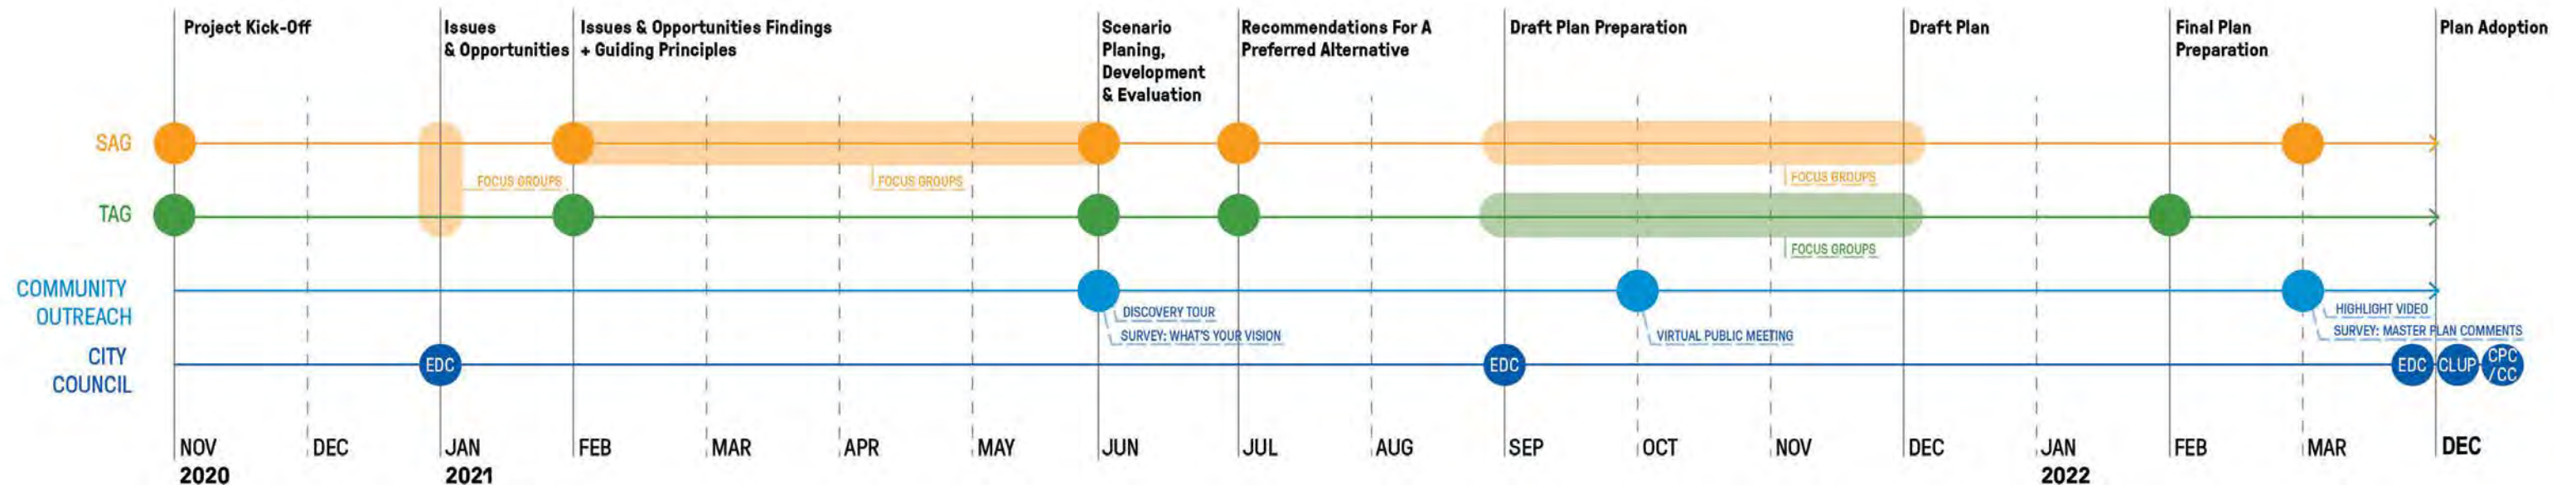 Project Kick-Off
Issues
& Opportunities
Issues & Opportunities Findings
+ Guiding Principles
Scenario
Planing,
Development
& Evaluation
Recommendations For A
Preferred Alternative
Draft Plan Preparation
Draft Plan
Final Plan
Preparation
Plan Adoption
SAG
FOCUS GROUPS
FOCUS GROUPS
FOCUS GROUPS
TAG
FOCUS GROUPS
COMMUNITY
OUTREACH
DISCOVERY TOUR
SURVEY: WHAT'S YOUR VISION
VIRTUAL PUBLIC MEETING
HIGHLIGHT VIDEO
SURVEY: MASTER PLAN COMMENTS
CITY
COUNCIL
EDC
EDC
EDC
CLUP
CPC
/CC
NOV
2020
DEC
JAN
2021
FEB
MAR
APR
MAY
JUN
JUL
AUG
SEP
OCT
NOV
DEC
JAN
2022
FEB
MAR
DEC